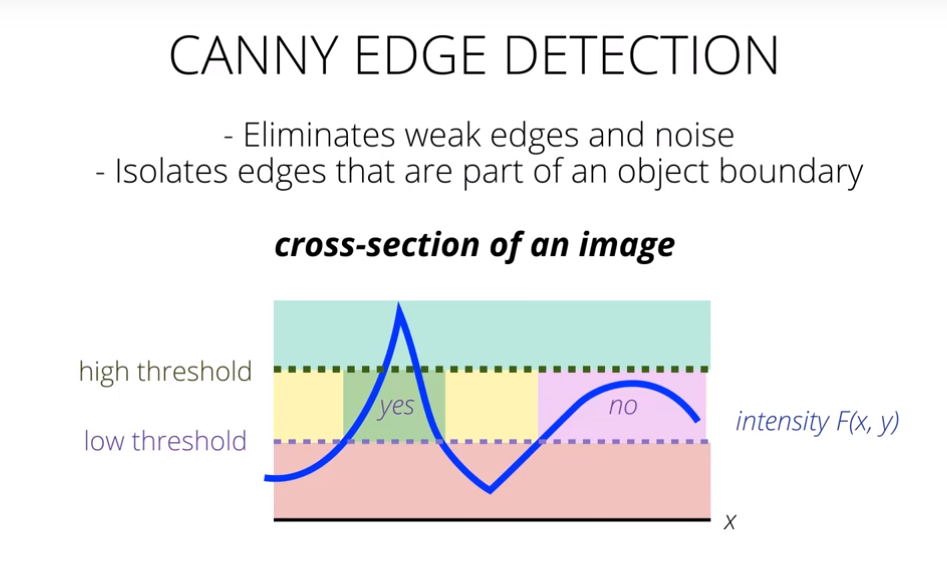 CANNY EDGE DETECTION
- Eliminates weak edges and noise
- Isolates edges that are part of an object boundary
cross-section of an image
high threshold
yes
no
intensity F(x, y)
low threshold
x